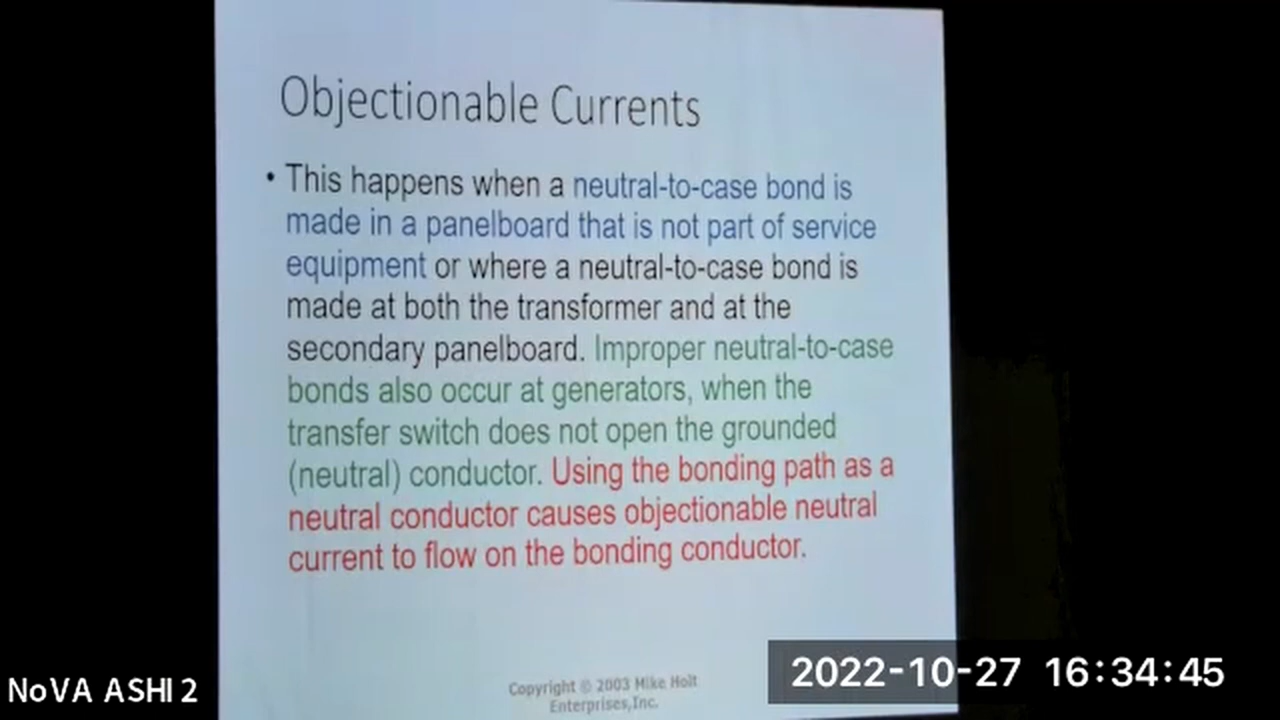 Objectionable Currents
• This happens when a neutral-to-case bond is
made in a panelboard that is not part of service
equipment or where a neutral-to-case bond is
made at both the transformer and at the
secondary panelboard. Improper neutral-to-case
bonds also occur at generators, when the
transfer switch does not open the grounded
(neutral) conductor. Using the bonding path as a
neutral conductor causes objectionable neutral
current to flow on the bonding conductor.
Copyright © 2003 Mike Holt
Enterprises,Inc.
NoVA ASHI 2
2022-10-27 16:34:45